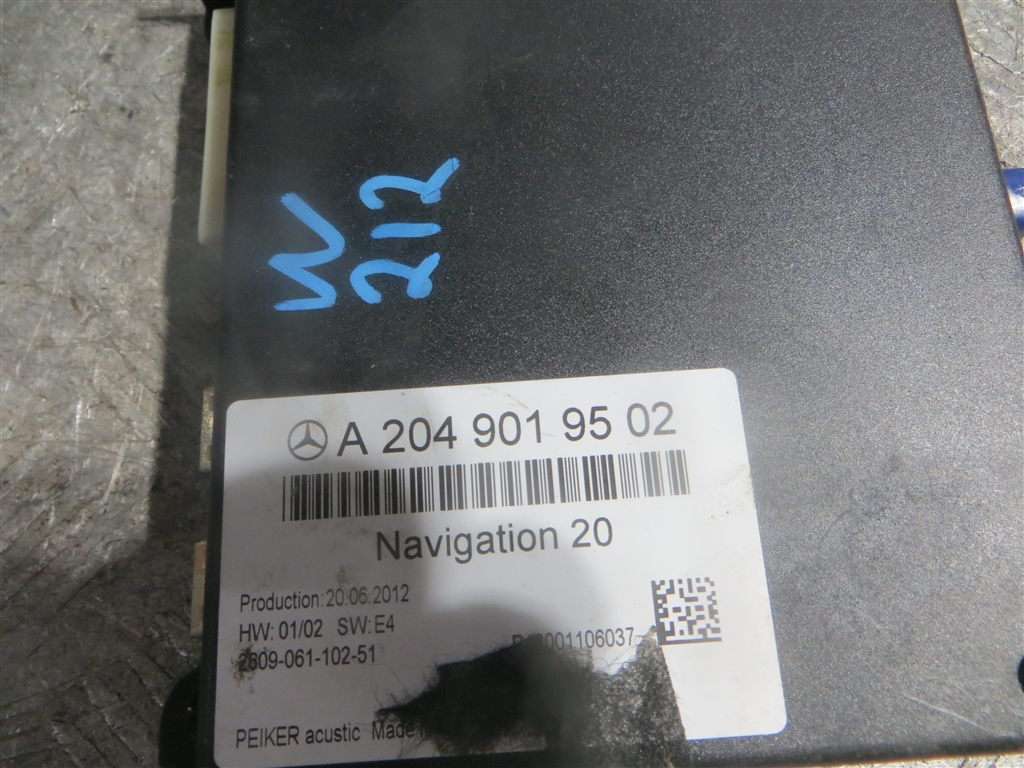 W
212
A 204 901 95 02
Navigation 20
Production: 20.06.2012
HW: 01/02 SW: E4
2609-061-102-51
PEIKER acustic Made